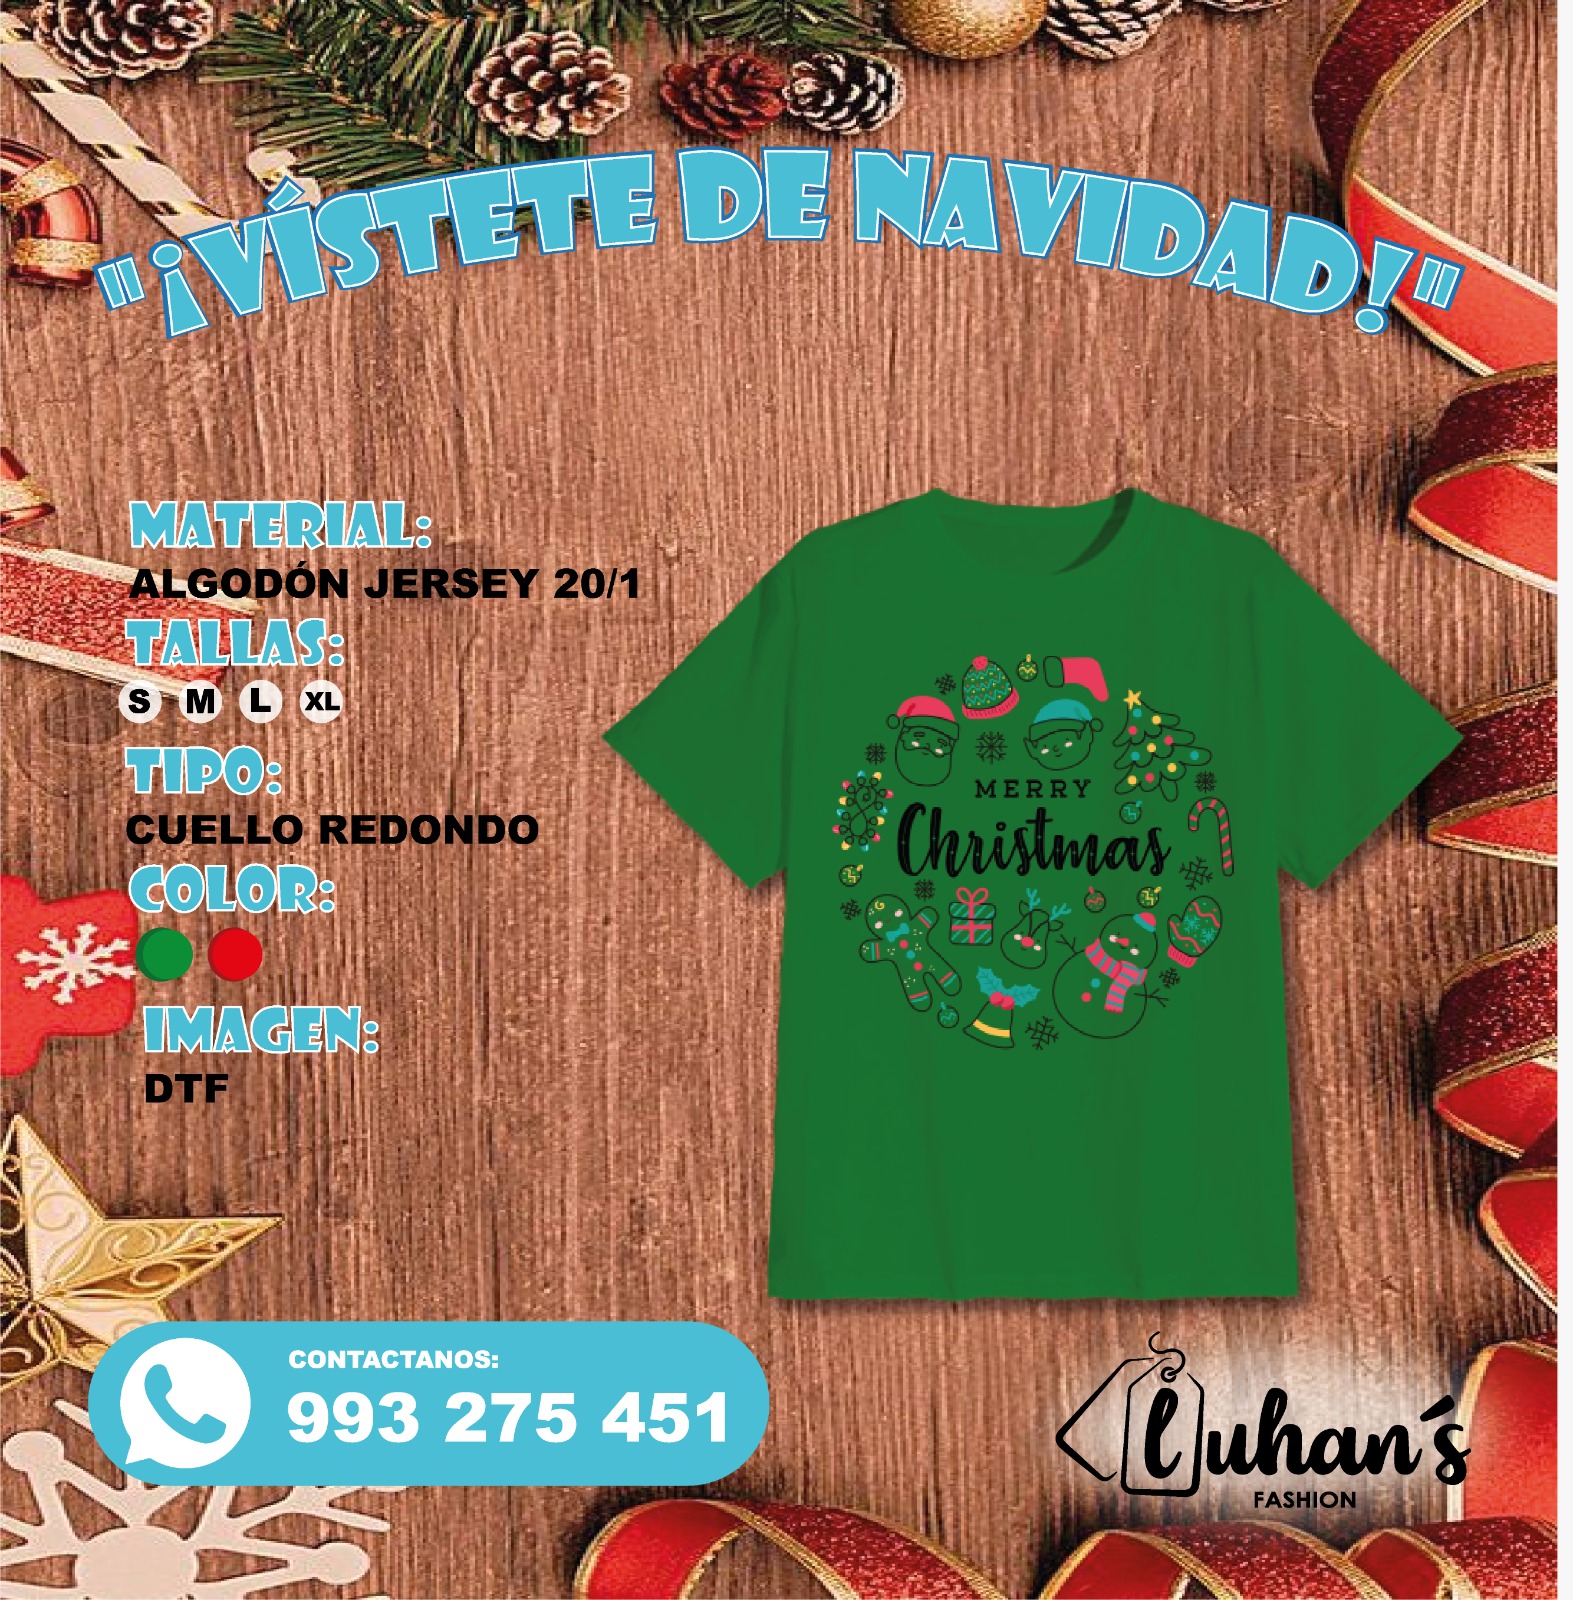 "¡VÍSTETE DE NAVIDAD!"
MATERIAL:
ALGODÓN JERSEY 20/1
TALLAS:
S M L XL
TIPO:
CUELLO REDONDO
COLOR:
IMAGEN:
DTF
MERRY
Christmas
CONTACTANOS:
993 275 451
Luhan´s
FASHION